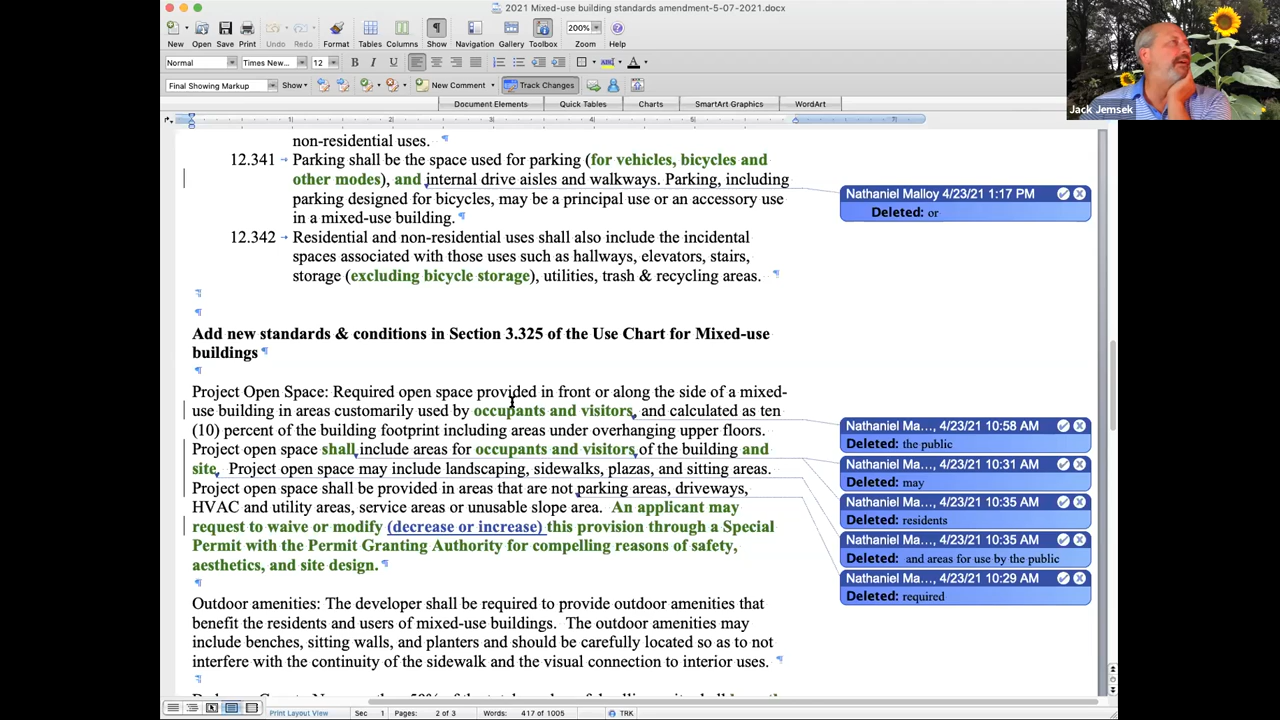 2021 Mixed-use building standards amendment-5-07-2021.docx
200%
New Open Save Print Undo Redo Format Tables Columns Show Navigation Gallery Toolbox Zoom Help
Normal Times New... 12 B I U
Final Showing Markup Show New Comment Track Changes
Document Elements Quick Tables Charts SmartArt Graphics WordArt
Jack Jemsek
non-residential uses.
12.341 Parking shall be the space used for parking (for vehicles, bicycles and
other modes), and internal drive aisles and walkways. Parking, including
parking designed for bicycles, may be a principal use or an accessory use
in a mixed-use building.
12.342 Residential and non-residential uses shall also include the incidental
spaces associated with those uses such as hallways, elevators, stairs,
storage (excluding bicycle storage), utilities, trash & recycling areas.
Add new standards & conditions in Section 3.325 of the Use Chart for Mixed-use
buildings
Project Open Space: Required open space provided in front or along the side of a mixed-
use building in areas customarily used by occupants and visitors, and calculated as ten
(10) percent of the building footprint including areas under overhanging upper floors.
Project open space shall include areas for occupants and visitors of the building and
site. Project open space may include landscaping, sidewalks, plazas, and sitting areas.
Project open space shall be provided in areas that are not parking areas, driveways,
HVAC and utility areas, service areas or unusable slope area. An applicant may
request to waive or modify (decrease or increase) this provision through a Special
Permit with the Permit Granting Authority for compelling reasons of safety,
aesthetics, and site design.
Outdoor amenities: The developer shall be required to provide outdoor amenities that
benefit the residents and users of mixed-use buildings. The outdoor amenities may
include benches, sitting walls, and planters and should be carefully located so as to not
interfere with the continuity of the sidewalk and the visual connection to interior uses.
Nathaniel Malloy 4/23/21 1:17 PM
Deleted: or
Nathaniel Ma..., 4/23/21 10:58 AM
Deleted: the public
Nathaniel Ma..., 4/23/21 10:31 AM
Deleted: may
Nathaniel Ma..., 4/23/21 10:35 AM
Deleted: residents
Nathaniel Ma..., 4/23/21 10:35 AM
Deleted: and areas for use by the public
Nathaniel Ma..., 4/23/21 10:29 AM
Deleted: required
Print Layout View Sec 1 Pages: 2 of 3 Words: 417 of 1005 TRK